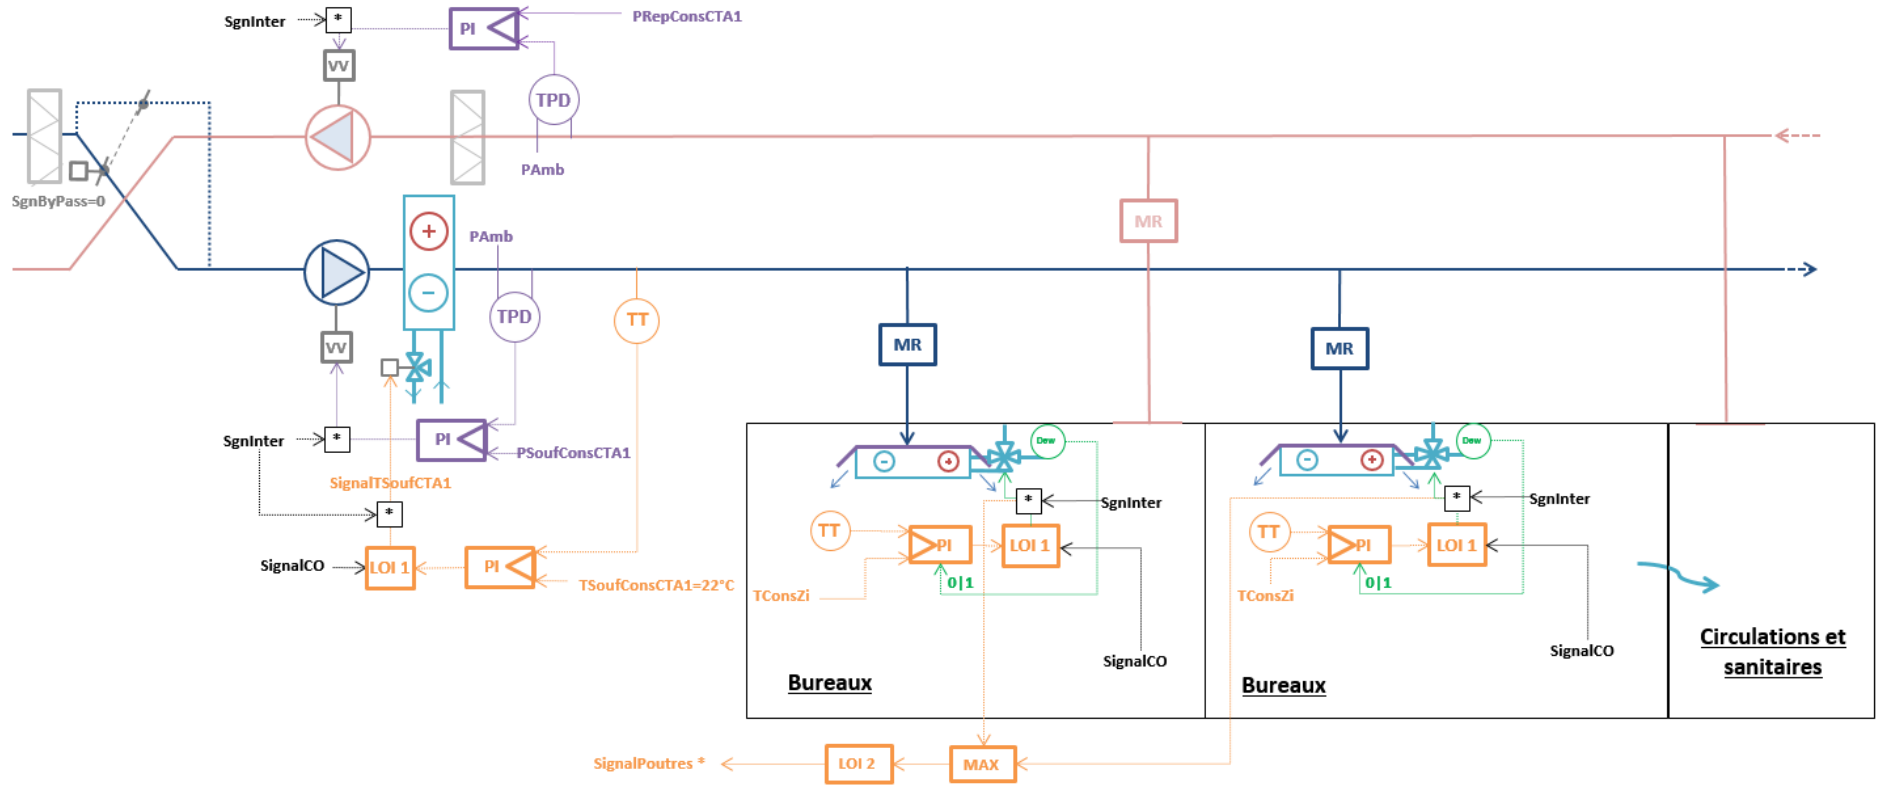 SgnInter
*
PI
PRepConsCTA1
VV
TPD
PAmb
SgnByPass=0
MR
+
PAmb
−
TPD
TT
VV
MR
MR
SgnInter
*
PI
PSoufConsCTA1
SignalTSoufCTA1
*
SignalCO
LOI 1
PI
TSoufConsCTA1=22°C
−
+
Dew
*
SgnInter
TT
PI
LOI 1
0|1
TConsZi
SignalCO
Bureaux
−
+
Dew
*
SgnInter
TT
PI
LOI 1
0|1
TConsZi
SignalCO
Bureaux
Circulations et
sanitaires
SignalPoutres *
LOI 2
MAX